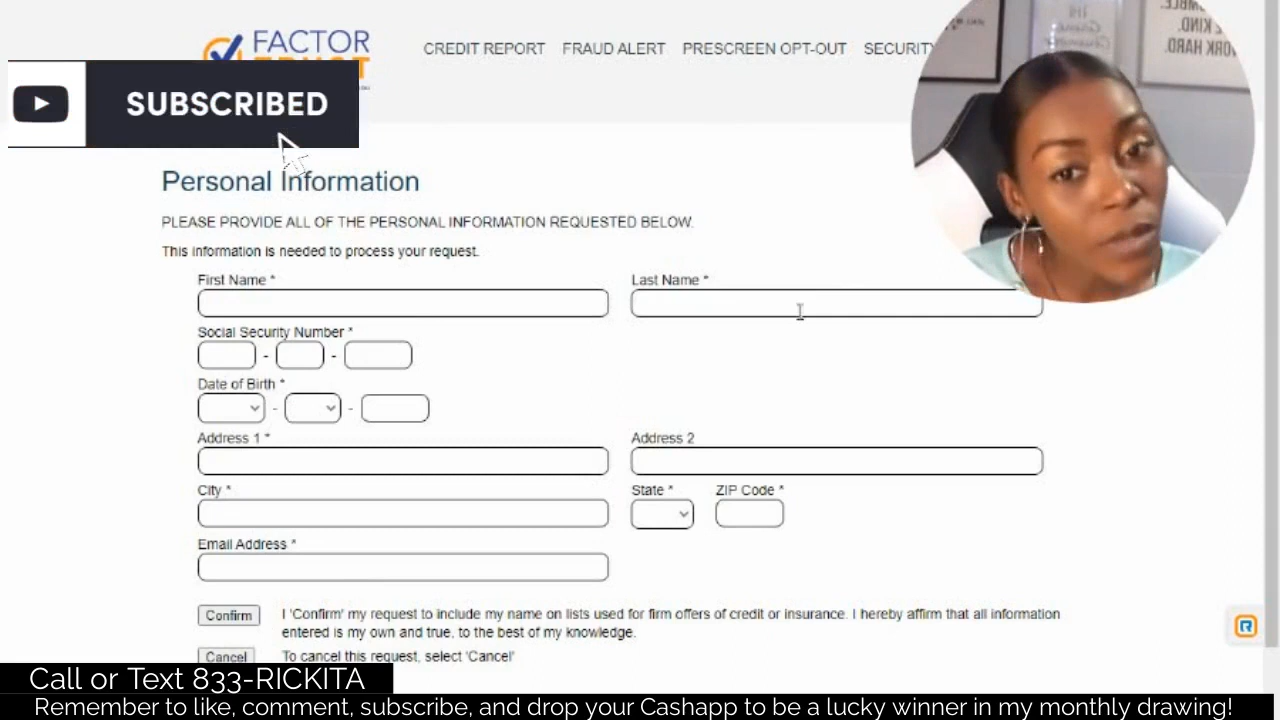 FACTOR
CREDIT REPORT FRAUD ALERT PRESCREEN OPT-OUT SECURITY
SUBSCRIBED
KIND
HARD
Personal Information
PLEASE PROVIDE ALL OF THE PERSONAL INFORMATION REQUESTED BELOW.
This information is needed to process your request.
First Name * Last Name *
Social Security Number *
- -
Date of Birth *
- -
Address 1 * Address 2
City * State * ZIP Code *
Email Address *
Confirm I 'Confirm' my request to include my name on lists used for firm offers of credit or insurance. I hereby affirm that all information
entered is my own and true, to the best of my knowledge.
Cancel To cancel this request, select 'Cancel'
Call or Text 833-RICKITA
Remember to like, comment, subscribe, and drop your Cashapp to be a lucky winner in my monthly drawing!